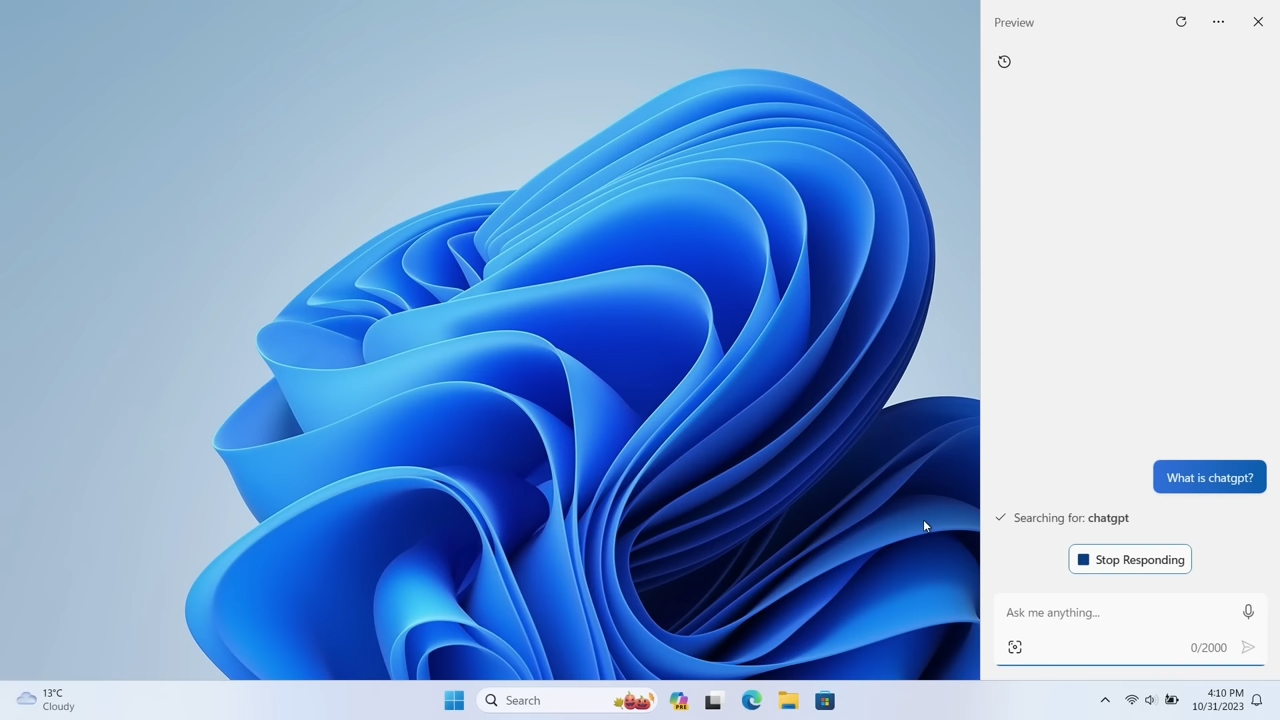 Preview
What is chatgpt?
Searching for: chatgpt
Stop Responding
Ask me anything...
0/2000
13°C
Cloudy
Search
PRE
4:10 PM
10/31/2023